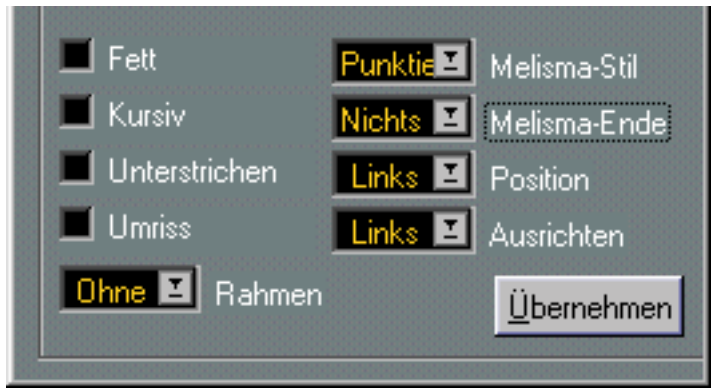 Fett Punktie Melisma-Stil
Kursiv Nichts Melisma-Ende
Unterstrichen Links Position
Umriss Links Ausrichten
Ohne Rahmen Übernehmen